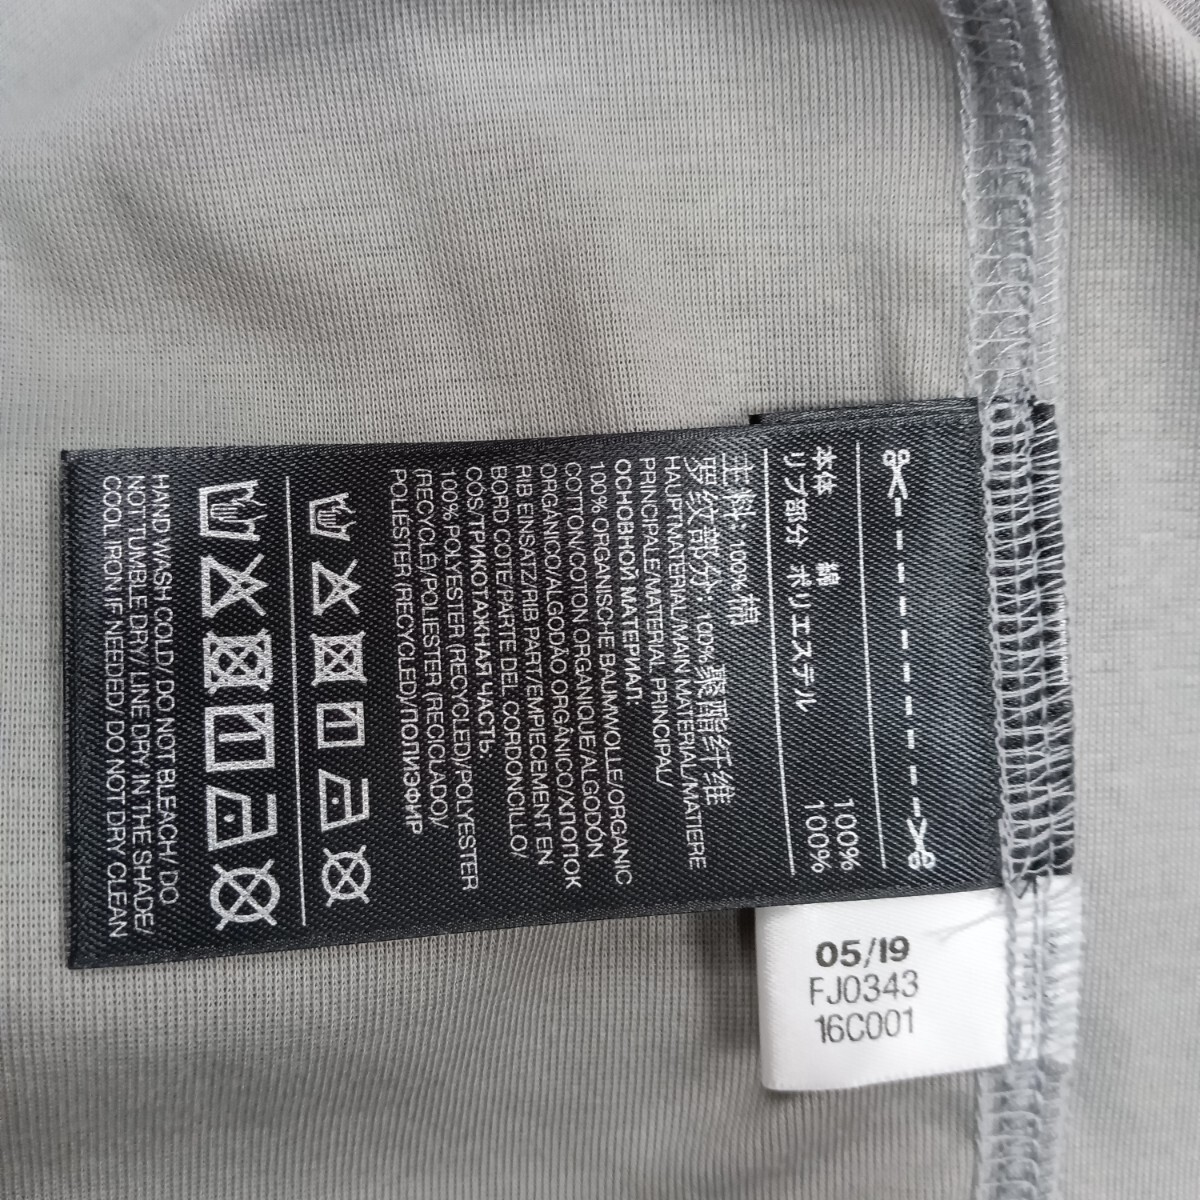 本体 綿 100%
リブ部分 ポリエステル 100%
主料: 100%棉
罗纹部分: 100%聚酯纤维
HAUPTMATERIAL/MAIN MATERIAL/MATIERE
PRINCIPALE/MATERIAL PRINCIPAL/
ОСНОВНОЙ МАТЕРИАЛ:
100% ORGANISCHE BAUMWOLLE/ORGANIC
COTTON/COTON ORGANIQUE/ALGODÓN
ORGANICO/ALGODÃO ORGÂNICO/ХЛОПОК
RIB EINSATZ/RIB PART/EMPIECEMENT EN
BORD COTE/PARTE DEL CORDONCILLO/
COS/ТРИКОТАЖНАЯ ЧАСТЬ:
100% POLYESTER (RECYCLED)/POLYESTER
(RECYCLÉ)/POLIESTER (RECICLADO)/
POLIÉSTER (RECYCLED)/ПОЛИЭФИР
HAND WASH COLD/ DO NOT BLEACH/ DO
NOT TUMBLE DRY/ LINE DRY IN THE SHADE/
COOL IRON IF NEEDED/ DO NOT DRY CLEAN
05/19
FJ0343
16C001